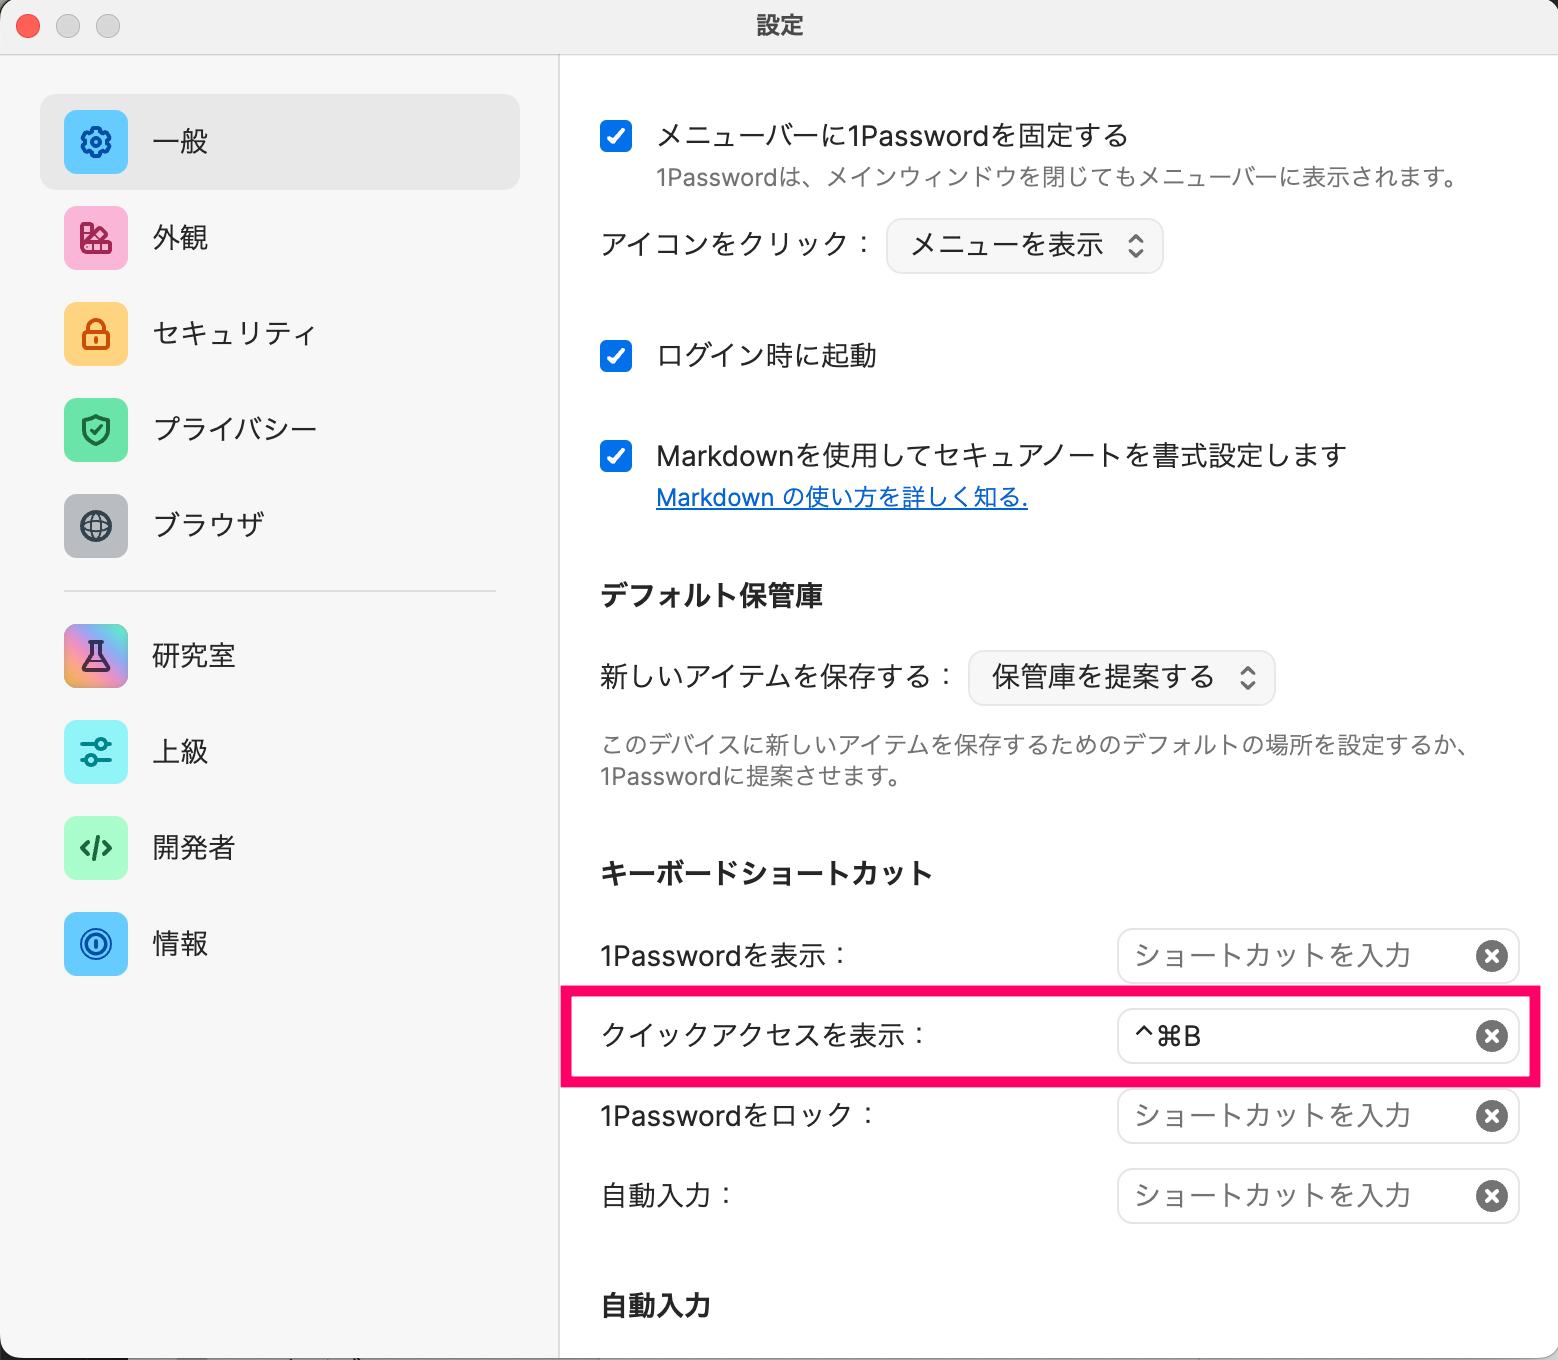 設定
一般
外観
セキュリティ
プライバシー
ブラウザ
研究室
上級
開発者
情報
メニューバーに1Passwordを固定する
1Passwordは、メインウィンドウを閉じてもメニューバーに表示されます。
アイコンをクリック： メニューを表示
ログイン時に起動
Markdownを使用してセキュアノートを書式設定します
Markdown の使い方を詳しく知る.
デフォルト保管庫
新しいアイテムを保存する： 保管庫を提案する
このデバイスに新しいアイテムを保存するためのデフォルトの場所を設定するか、
1Passwordに提案させます。
キーボードショートカット
1Passwordを表示： ショートカットを入力
クイックアクセスを表示： ^⌘B
1Passwordをロック： ショートカットを入力
自動入力： ショートカットを入力
自動入力